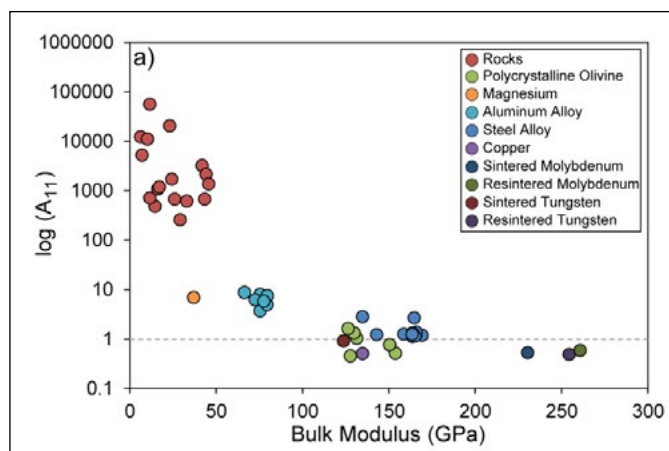 a)
1000000
100000
10000
1000
100
10
1
0.1
log (A11)
0
50
100
150
200
250
300
Bulk Modulus (GPa)
Rocks
Polycrystalline Olivine
Magnesium
Aluminum Alloy
Steel Alloy
Copper
Sintered Molybdenum
Resintered Molybdenum
Sintered Tungsten
Resintered Tungsten